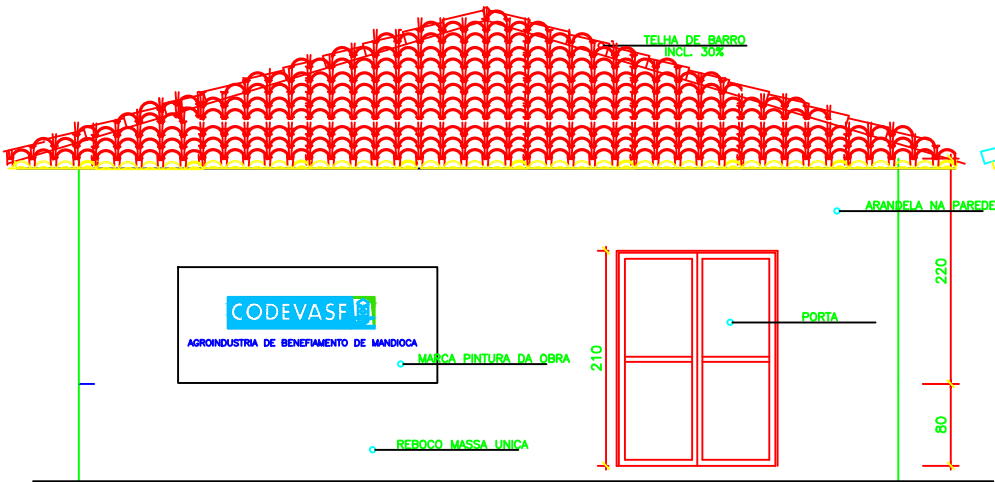 TELHA DE BARRO
INCL. 30%
ARANDELA NA PAREDE
220
CODEVASF
AGROINDUSTRIA DE BENEFIAMENTO DE MANDIOCA
PORTA
210
MARCA PINTURA DA OBRA
80
REBOCO MASSA UNICA